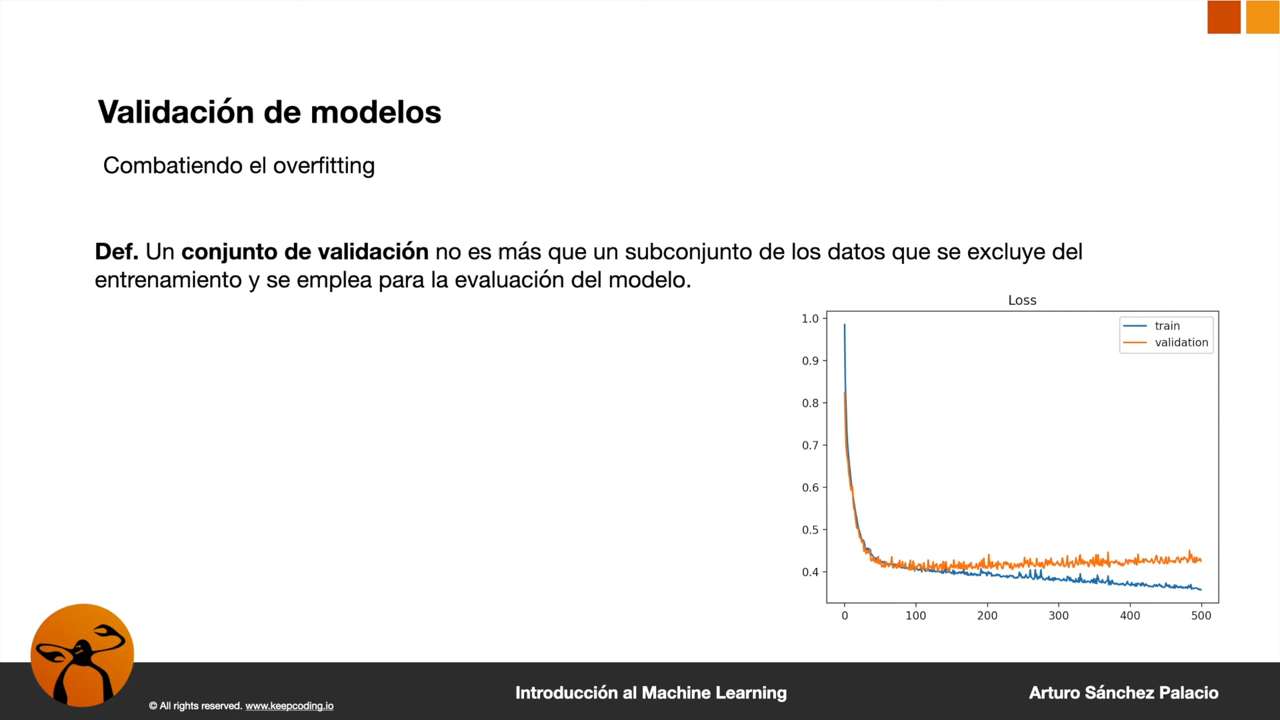 Validación de modelos
Combatiendo el overfitting
Def. Un conjunto de validación no es más que un subconjunto de los datos que se excluye del
entrenamiento y se emplea para la evaluación del modelo.
Loss
train
validation
1.0
0.9
0.8
0.7
0.6
0.5
0.4
0 100 200 300 400 500
© All rights reserved. www.keepcoding.io
Introducción al Machine Learning
Arturo Sánchez Palacio